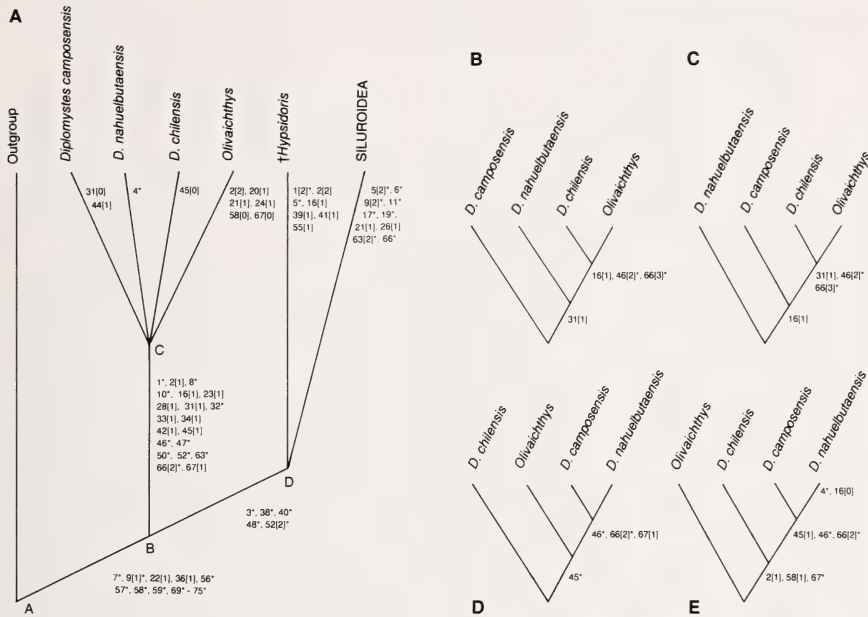 A
Outgroup
Diplomystes camposensis
D. nahuelbutaensis
D. chilensis
Olivaichthys
†Hypsidoris
SILUROIDEA
31[0]
44[1]
4*
45[0]
2[2], 20[1]
21[1], 24[1]
58[0], 67[0]
1[2]*, 2[2]
5*, 16[1]
39[1], 41[1]
55[1]
5[2]*, 6*
9[2]*, 11*
17*, 19*,
21[1], 26[1]
63[2]*, 66*
C
1*, 2[1], 8*
10*, 16[1], 23[1]
28[1], 31[1], 32*
33[1], 34[1]
42[1], 45[1]
46*, 47*
50*, 52*, 63*
66[2]*, 67[1]
D
3*, 38*, 40*
48*, 52[2]*
B
7*, 9[1]*, 22[1], 36[1], 56*
57*, 58*, 59*, 69* - 75*
A
B
D. camposensis
D. nahuelbutaensis
D. chilensis
Olivaichthys
16[1], 46[2]*, 66[3]*
31[1]
C
D. nahuelbutaensis
D. camposensis
D. chilensis
Olivaichthys
31[1], 46[2]*
66[3]*
16[1]
D. chilensis
Olivaichthys
D. camposensis
D. nahuelbutaensis
46*, 66[2]*, 67[1]
45*
D
Olivaichthys
D. chilensis
D. camposensis
D. nahuelbutaensis
4*, 16[0]
45[1], 46*, 66[2]*
2[1], 58[1], 67*
E